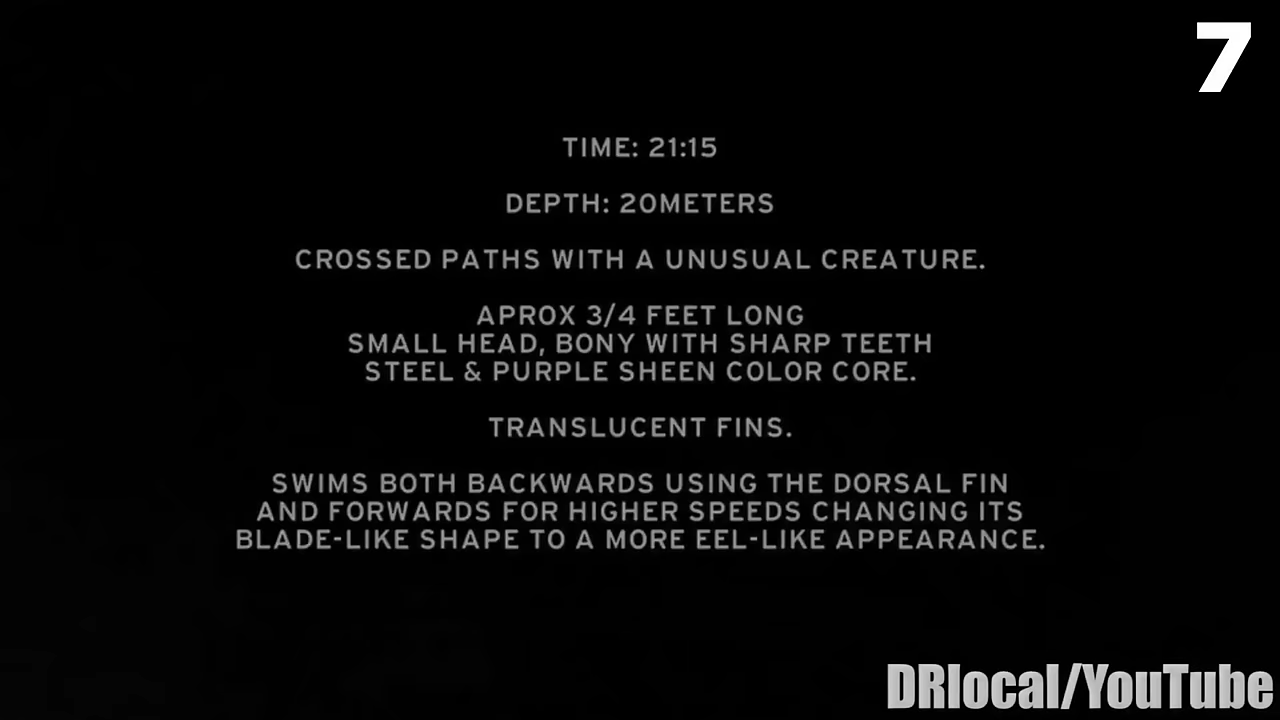 7
TIME: 21:15
DEPTH: 20METERS
CROSSED PATHS WITH A UNUSUAL CREATURE.
APROX 3/4 FEET LONG
SMALL HEAD, BONY WITH SHARP TEETH
STEEL & PURPLE SHEEN COLOR CORE.
TRANSLUCENT FINS.
SWIMS BOTH BACKWARDS USING THE DORSAL FIN
AND FORWARDS FOR HIGHER SPEEDS CHANGING ITS
BLADE-LIKE SHAPE TO A MORE EEL-LIKE APPEARANCE.
DRlocal/YouTube